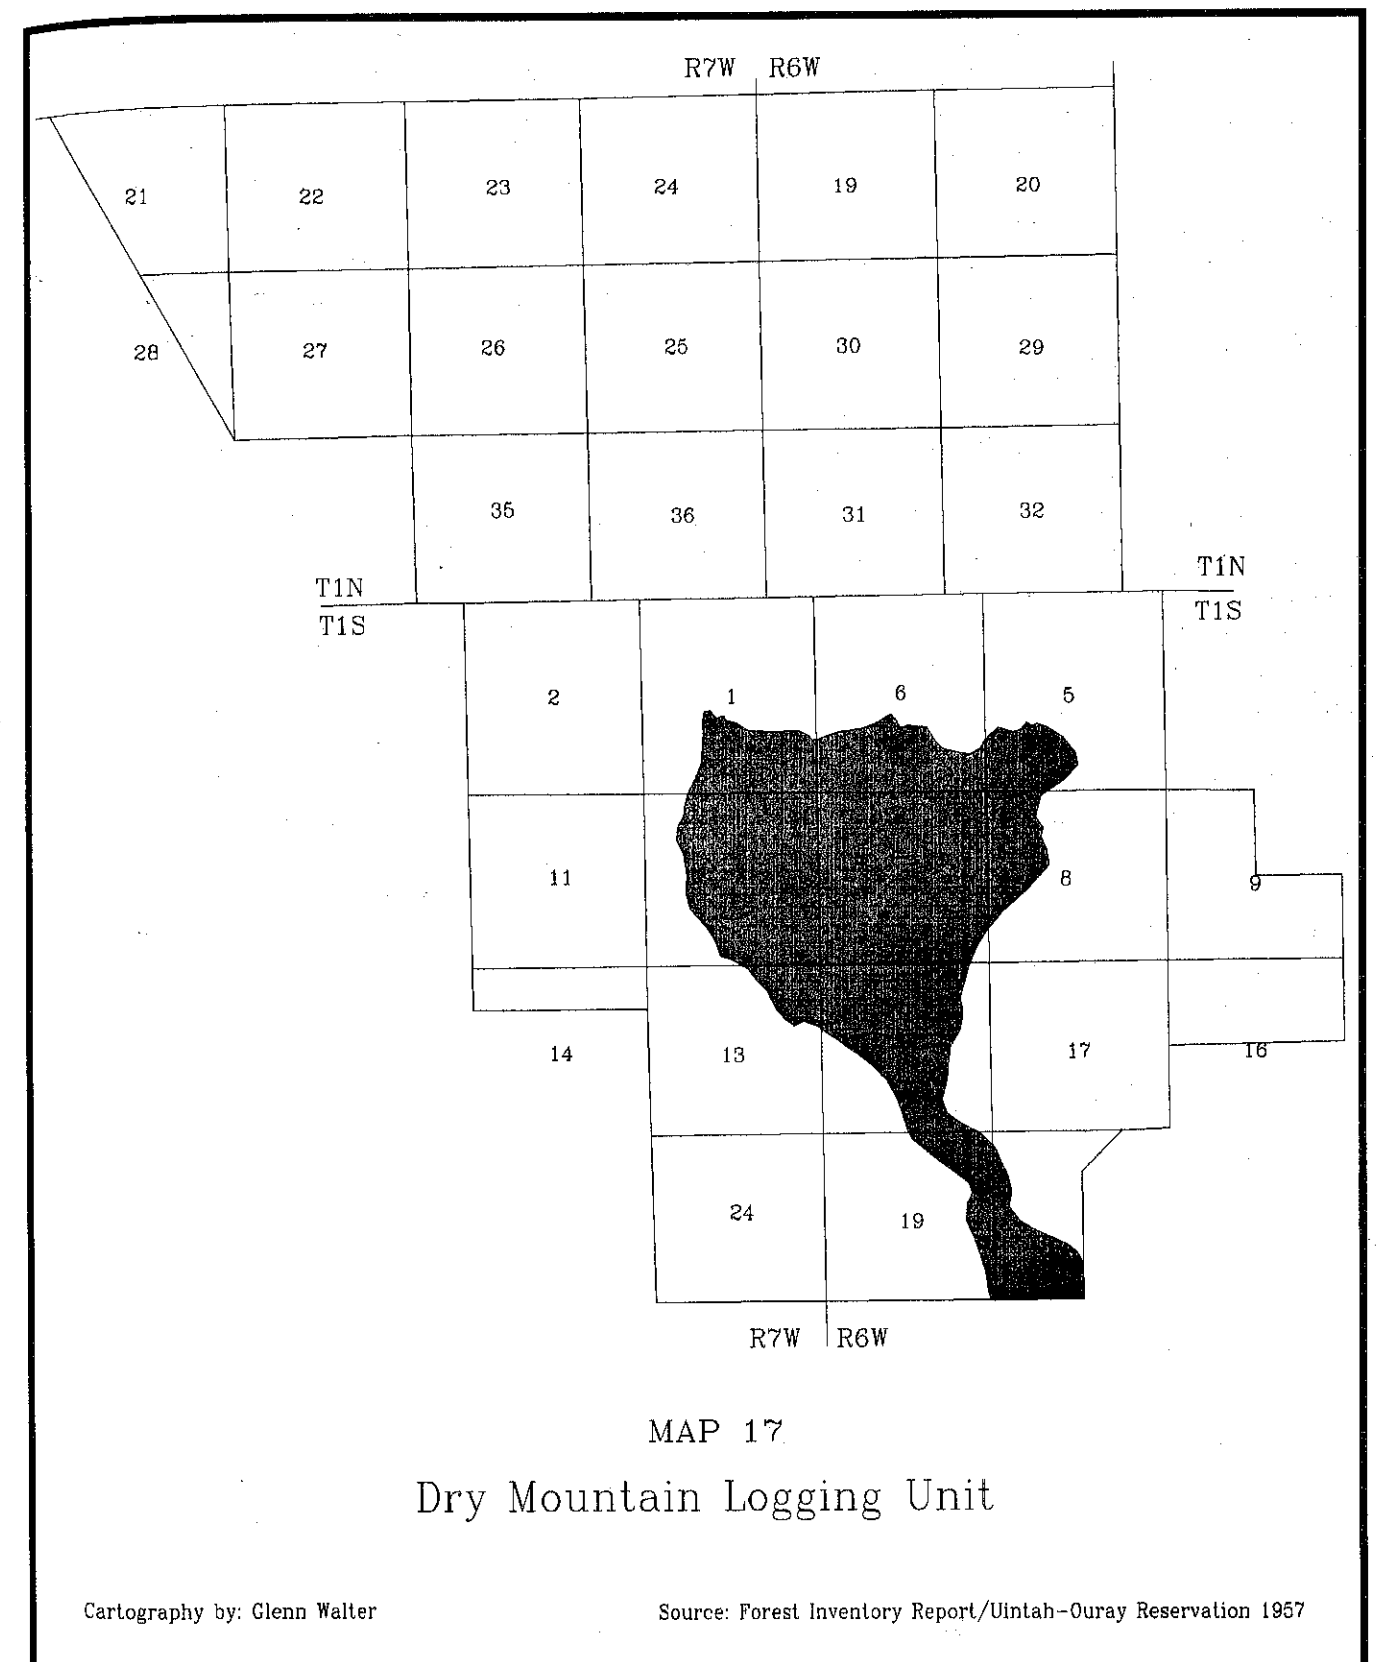 R7W R6W
21 22 23 24 19 20
28 27 26 25 30 29
35 36 31 32
T1N T1N
T1S T1S
2 1 6 5
11 8 9
14 13 17 16
24 19
R7W R6W
MAP 17
Dry Mountain Logging Unit
Cartography by: Glenn Walter Source: Forest Inventory Report/Uintah-Ouray Reservation 1957